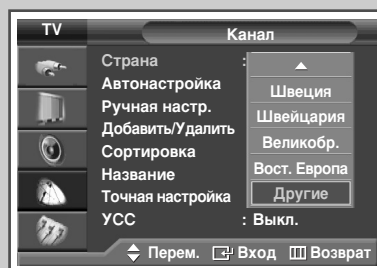 TV Канал
Страна :
Автонастройка
Ручная настр.
Добавить/Удалить
Сортировка
Название
Точная настройка
УСС : Выкл.
Швеция
Швейцария
Великобр.
Вост. Европа
Другие
Перем. Вход Возврат